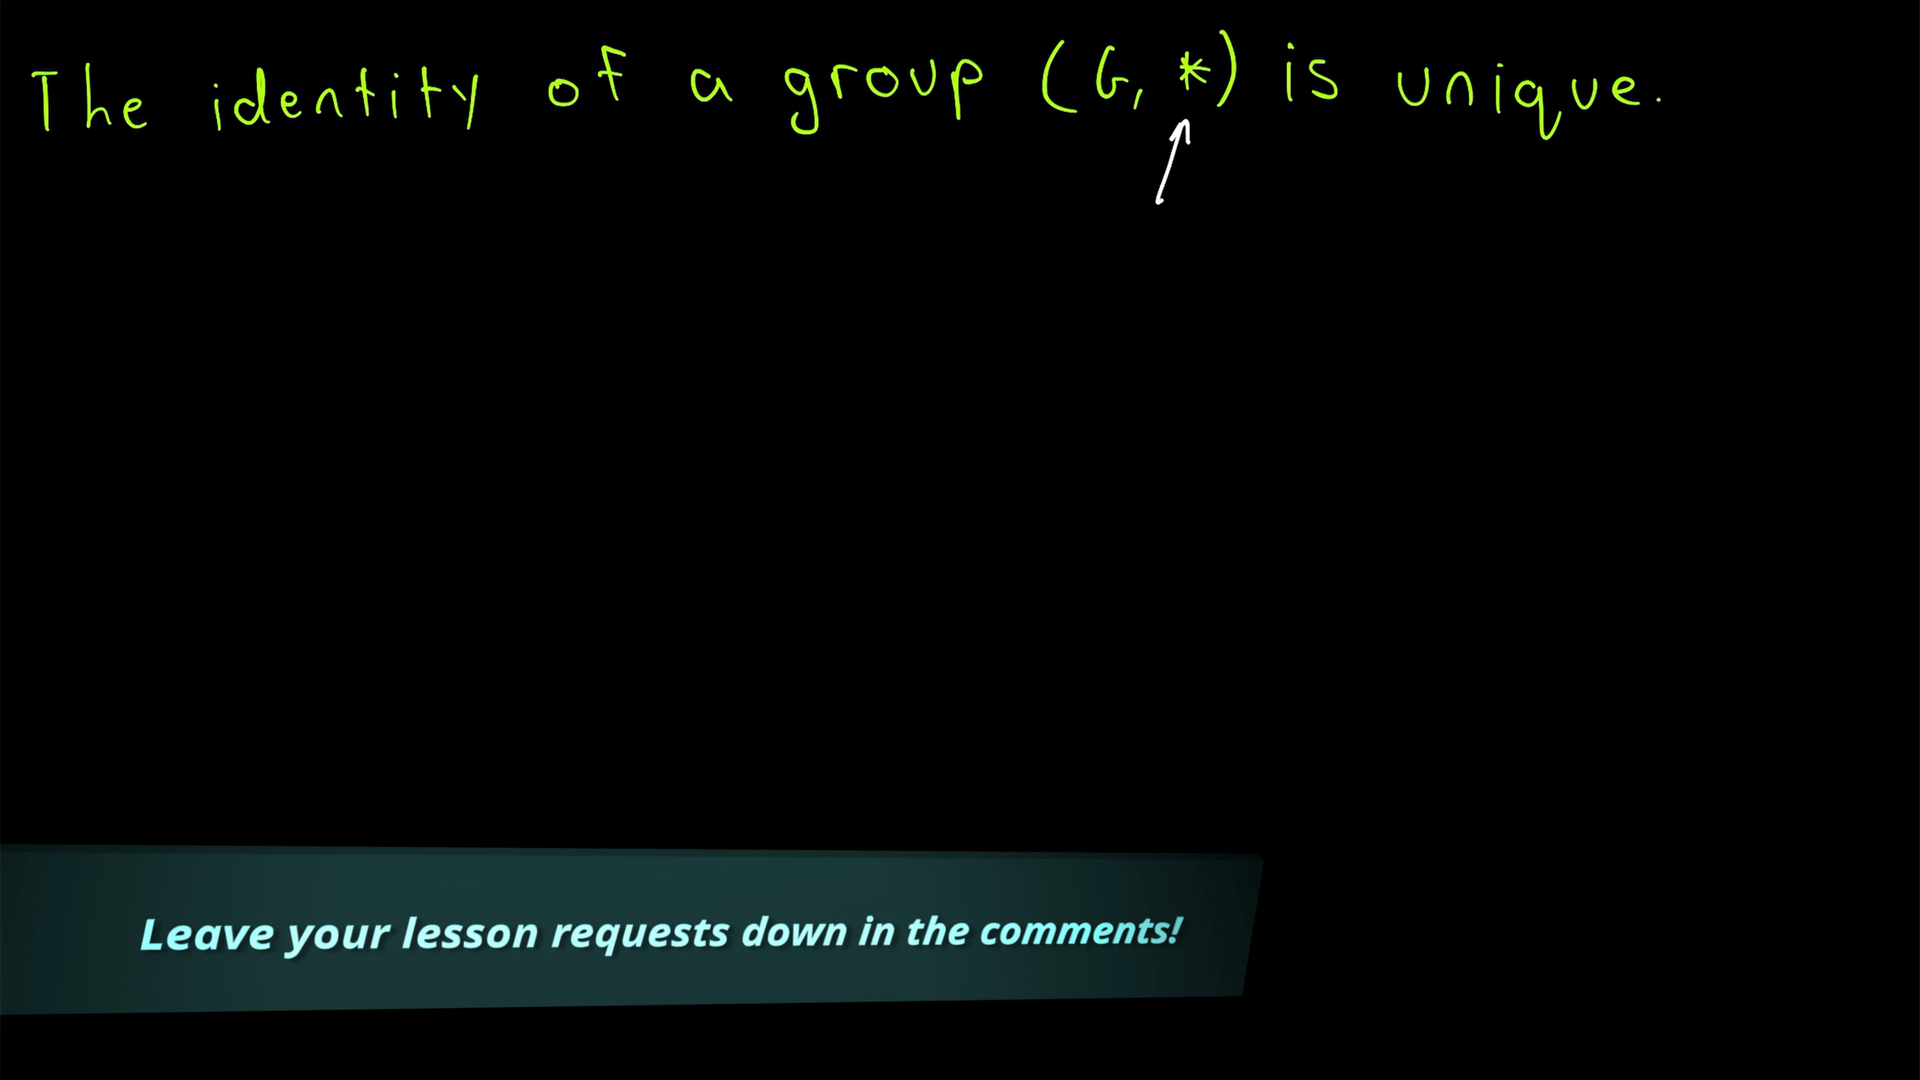 The identity of a group (G, *) is unique.
Leave your lesson requests down in the comments!